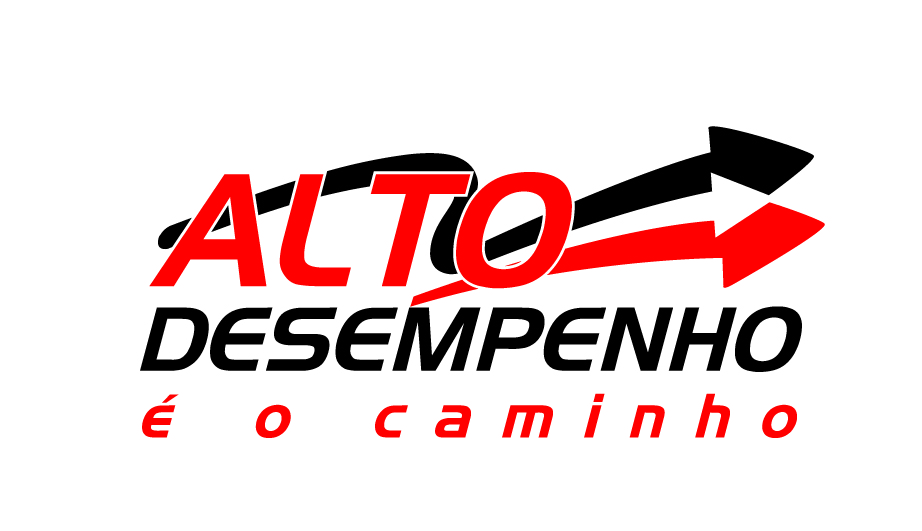 ALTO
DESEMPENHO
é o caminho